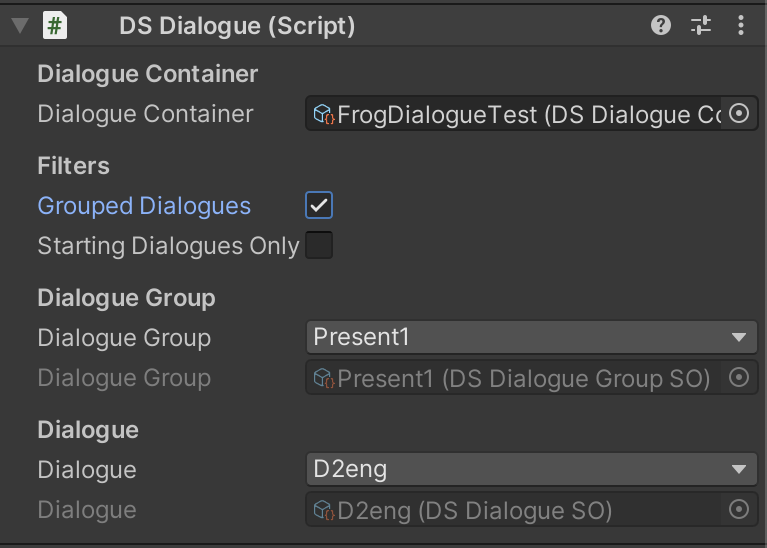 DS Dialogue (Script)
Dialogue Container
Dialogue Container FrogDialogueTest (DS Dialogue Co
Filters
Grouped Dialogues
Starting Dialogues Only
Dialogue Group
Dialogue Group Present1
Dialogue Group Present1 (DS Dialogue Group SO)
Dialogue
Dialogue D2eng
Dialogue D2eng (DS Dialogue SO)